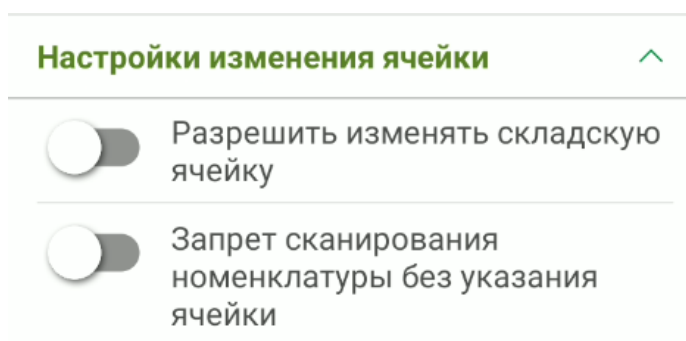 Настройки изменения ячейки
Разрешить изменять складскую
ячейку
Запрет сканирования
номенклатуры без указания
ячейки